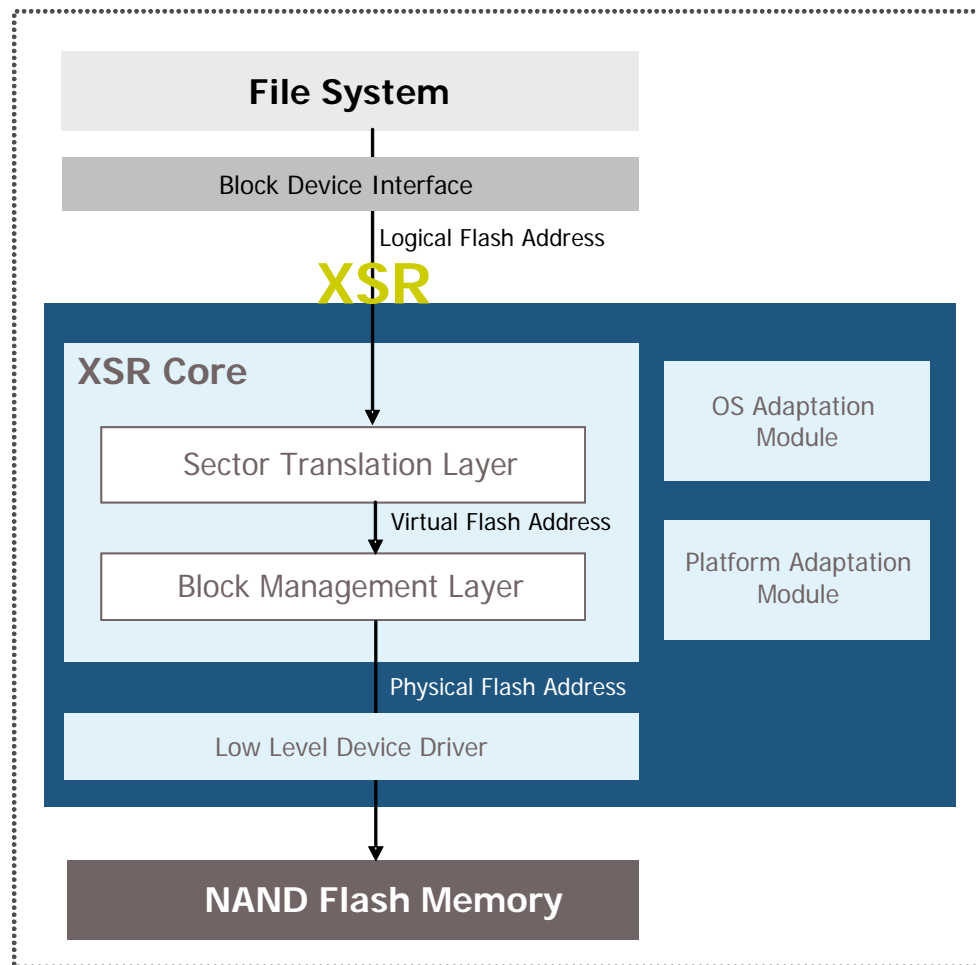 File System
Block Device Interface
Logical Flash Address
XSR
XSR Core
Sector Translation Layer
Virtual Flash Address
Block Management Layer
Physical Flash Address
Low Level Device Driver
OS Adaptation
Module
Platform Adaptation
Module
NAND Flash Memory